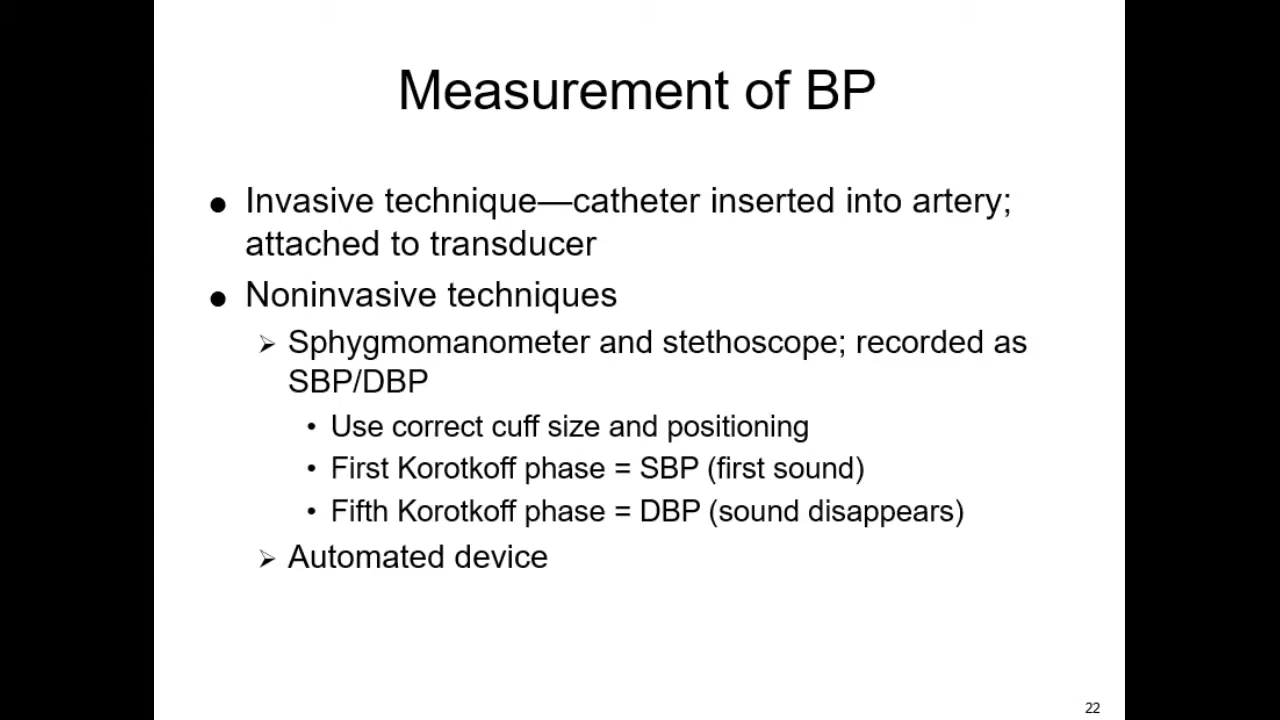 Measurement of BP
● Invasive technique—catheter inserted into artery;
attached to transducer
● Noninvasive techniques
➢ Sphygmomanometer and stethoscope; recorded as
SBP/DBP
• Use correct cuff size and positioning
• First Korotkoff phase = SBP (first sound)
• Fifth Korotkoff phase = DBP (sound disappears)
➢ Automated device
22